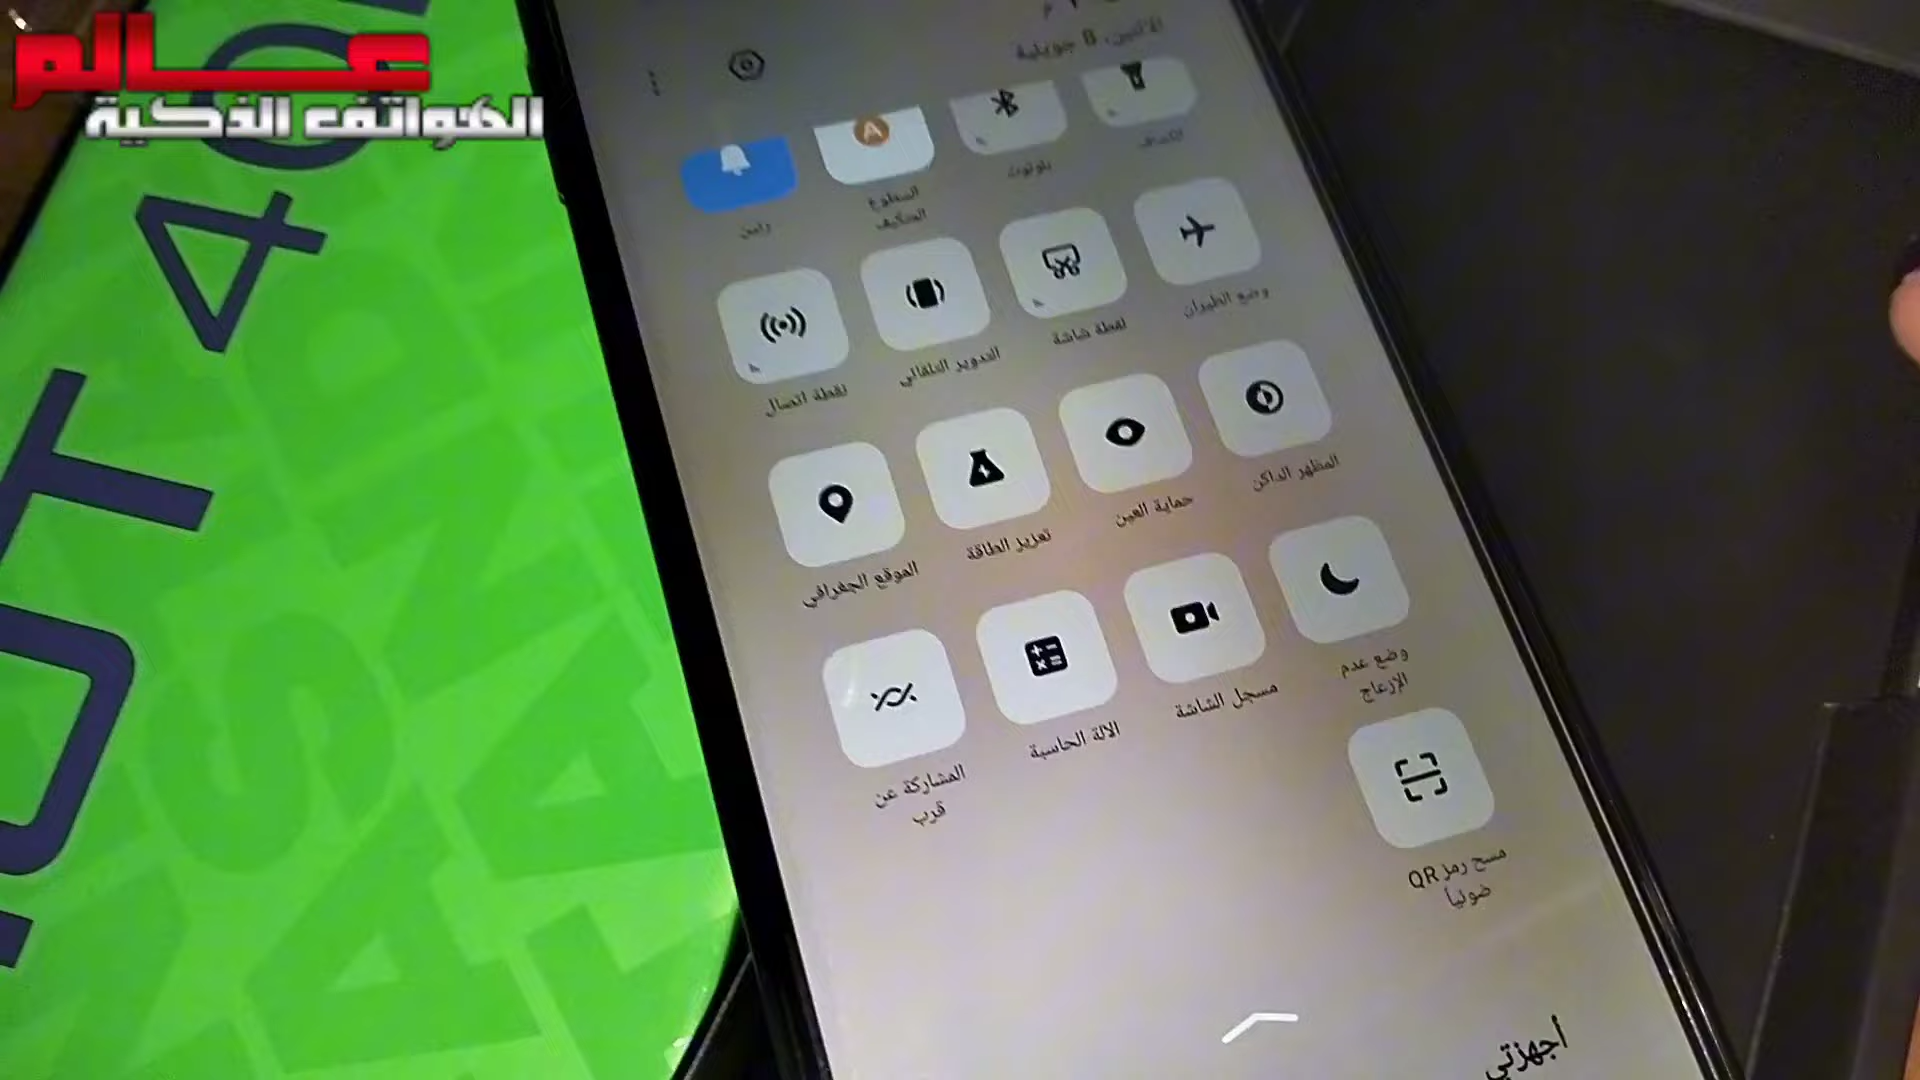 عالم
الهواتف الذكية
الاثنين، 8 جويلية
بلوتوث
السطوع
المتكيف
رنين
وضع الطيران
لقطة شاشة
التدوير التلقائي
نقطة اتصال
المظهر الداكن
حماية العين
تعزيز الطاقة
الموقع الجغرافي
وضع عدم
الإزعاج
مسجل الشاشة
الآلة الحاسبة
المشاركة عن
قرب
مسح رمز QR
ضوئياً
أجهزتي